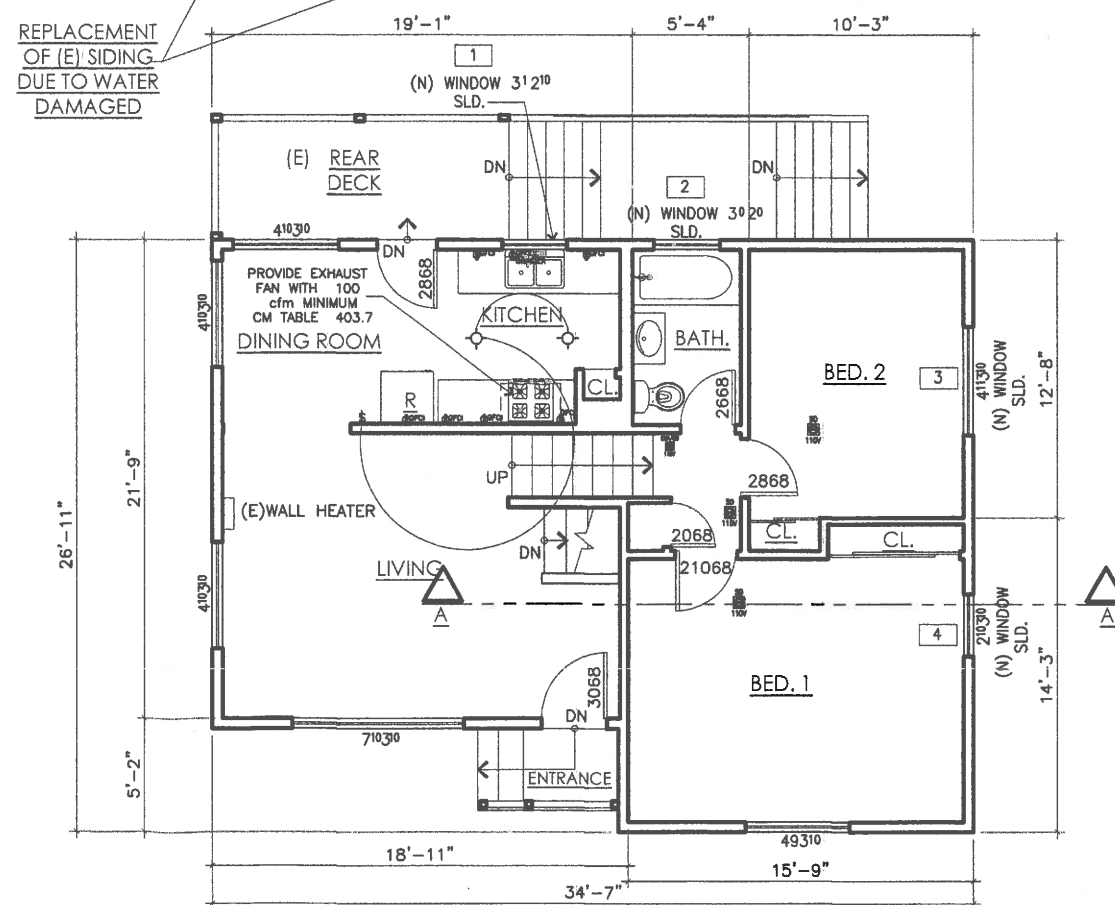 REPLACEMENT
OF (E) SIDING
DUE TO WATER
DAMAGED
19'-1"
5'-4"
10'-3"
1
(N) WINDOW 3¹2¹⁰
SLD.
(E) REAR
DECK
DN
DN
2
(N) WINDOW 3⁰2⁰
SLD.
4¹⁰3¹⁰
DN
2868
PROVIDE EXHAUST
FAN WITH 100
cfm MINIMUM
CM TABLE 403.7
4¹⁰3¹⁰
DINING ROOM
KITCHEN
BATH.
BED. 2
3
4¹¹3¹⁰
(N) WINDOW
SLD.
12'-8"
R
CL.
2668
UP
2868
21'-9"
26'-11"
(E)WALL HEATER
DN
2068
CL.
CL.
LIVING
21068
110V
110V
110V
4¹⁰3¹⁰
A
A
4
2¹⁰3¹⁰
(N) WINDOW
SLD.
BED. 1
14'-3"
3068
DN
7¹⁰3¹⁰
5'-2"
ENTRANCE
4⁹3¹⁰
18'-11"
15'-9"
34'-7"